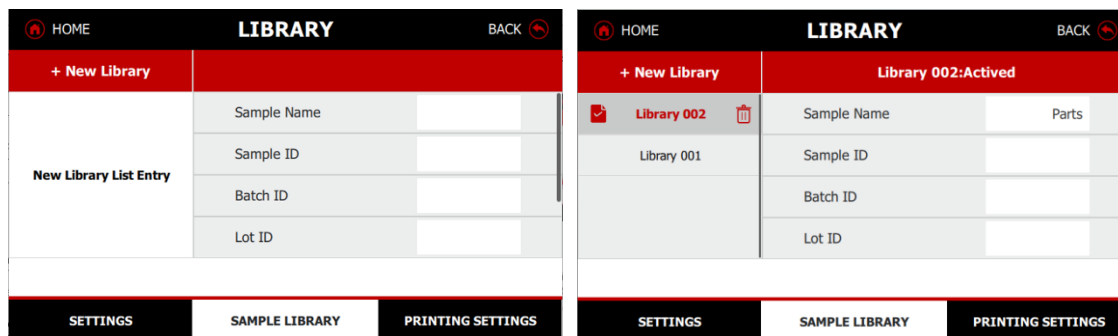 HOME LIBRARY BACK
+ New Library
New Library List Entry
Sample Name
Sample ID
Batch ID
Lot ID
SETTINGS SAMPLE LIBRARY PRINTING SETTINGS
HOME LIBRARY BACK
+ New Library Library 002:Actived
Library 002
Library 001
Sample Name Parts
Sample ID
Batch ID
Lot ID
SETTINGS SAMPLE LIBRARY PRINTING SETTINGS